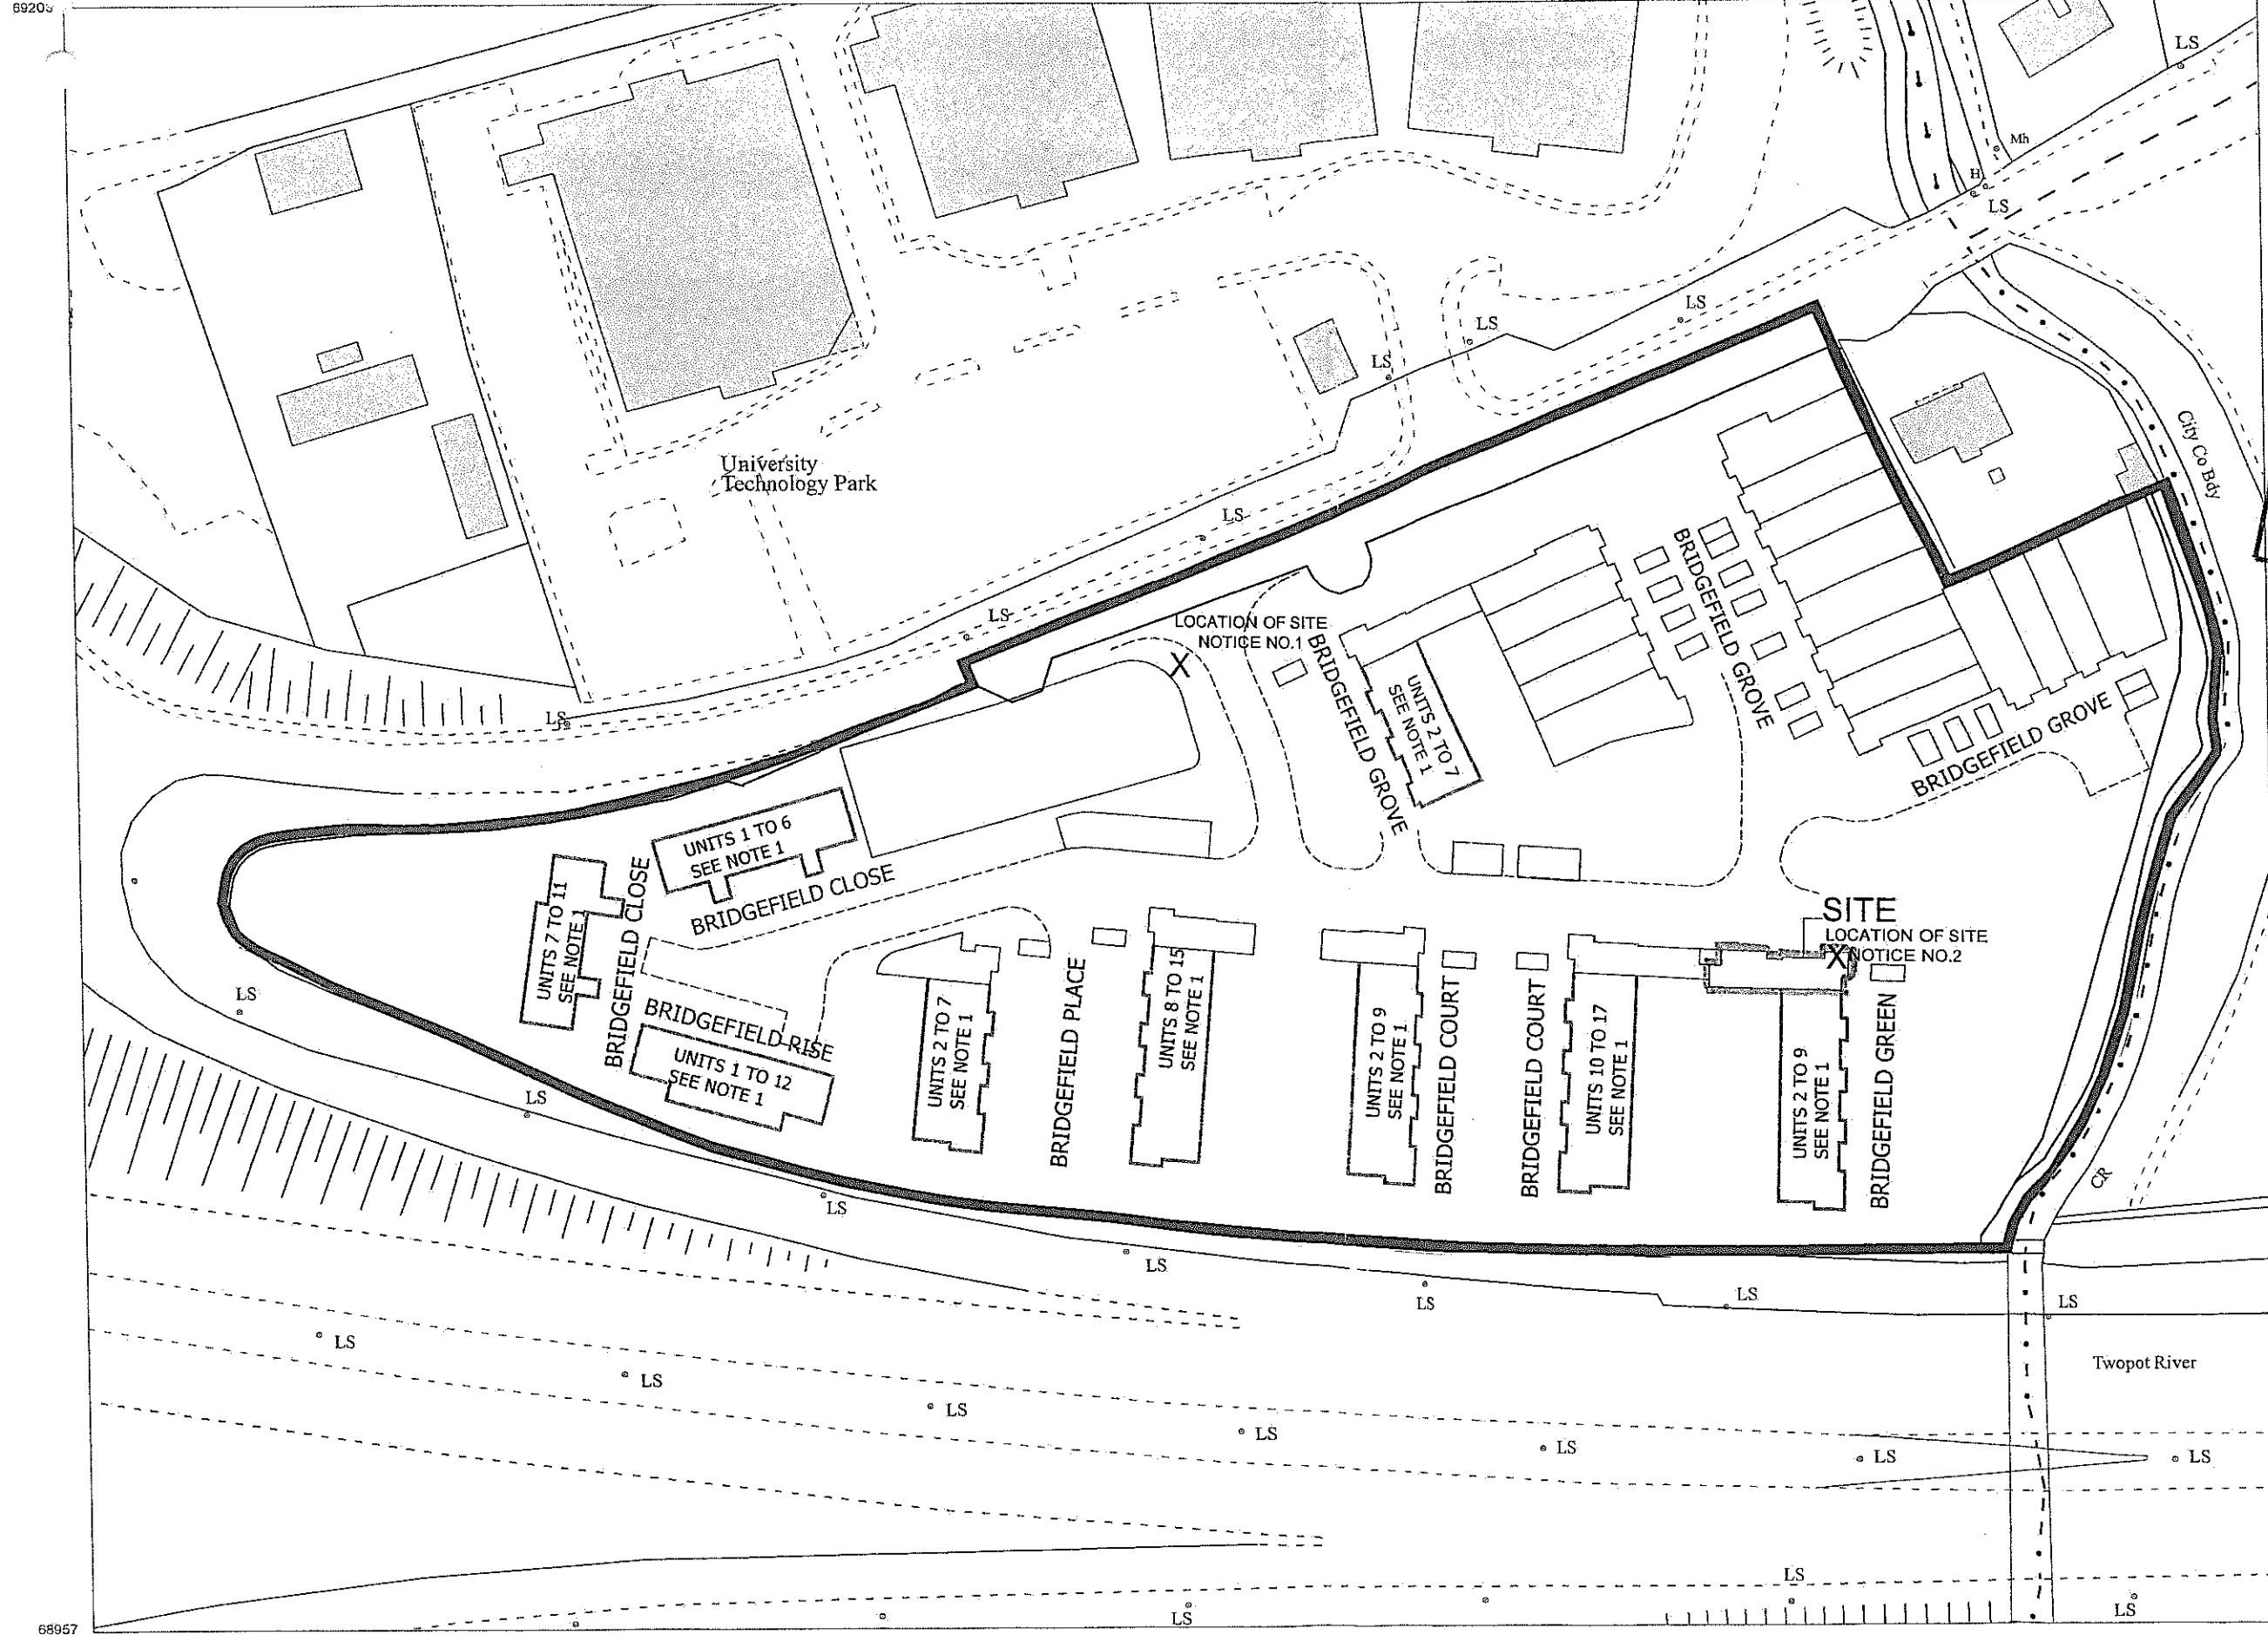 69203
LS
Mh
H
LS
LS
LS
LS
City Co Bdy
University
Technology Park
LS
LS
LOCATION OF SITE
NOTICE NO.1
X
BRIDGEFIELD GROVE
BRIDGEFIELD GROVE
UNITS 2 TO 7
SEE NOTE 1
BRIDGEFIELD GROVE
LS
UNITS 1 TO 6
SEE NOTE 1
BRIDGEFIELD CLOSE
UNITS 7 TO 11
SEE NOTE 1
BRIDGEFIELD CLOSE
SITE
LOCATION OF SITE
NOTICE NO.2
X
LS
BRIDGEFIELD RISE
UNITS 1 TO 12
SEE NOTE 1
UNITS 2 TO 7
SEE NOTE 1
BRIDGEFIELD PLACE
UNITS 8 TO 15
SEE NOTE 1
UNITS 2 TO 9
SEE NOTE 1
BRIDGEFIELD COURT
BRIDGEFIELD COURT
UNITS 10 TO 17
SEE NOTE 1
UNITS 2 TO 9
SEE NOTE 1
BRIDGEFIELD GREEN
LS
CR
LS
LS
LS
LS
LS
LS
Twopot River
LS
LS
LS
LS
LS
LS
LS
LS
LS
68957